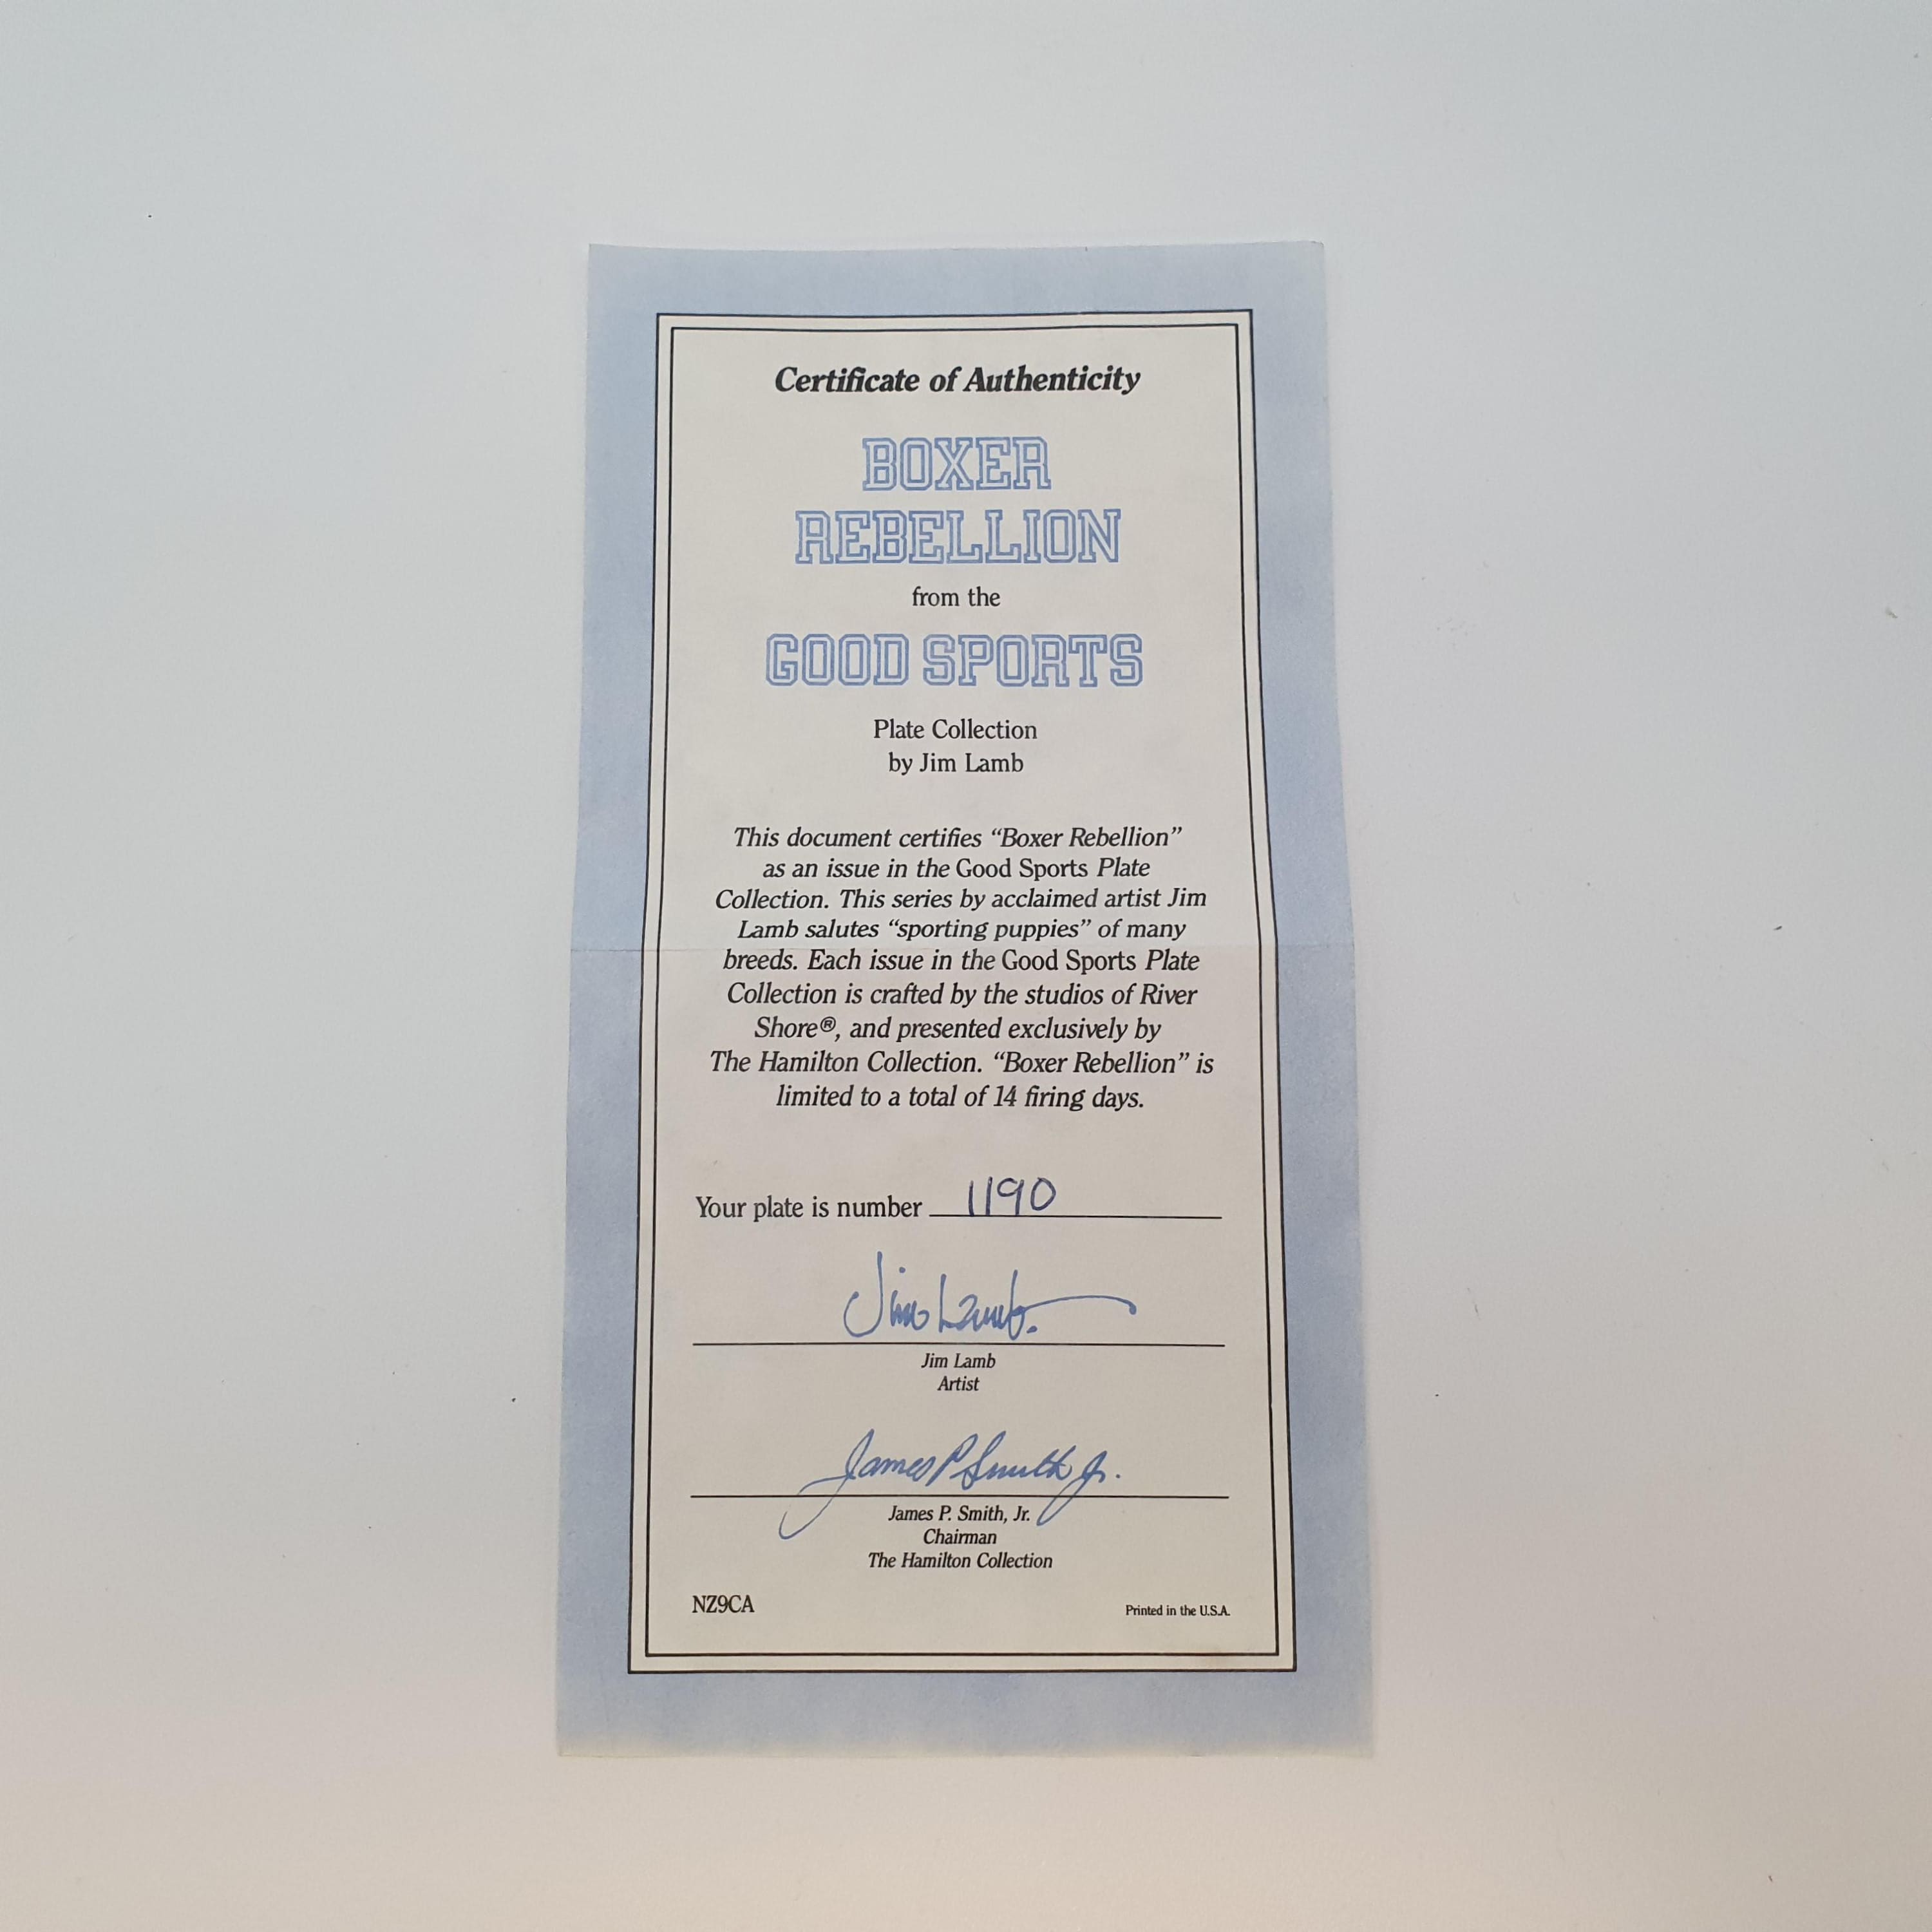 Certificate of Authenticity
BOXER
REBELLION
from the
GOOD SPORTS
Plate Collection
by Jim Lamb
This document certifies “Boxer Rebellion”
as an issue in the Good Sports Plate
Collection. This series by acclaimed artist Jim
Lamb salutes “sporting puppies” of many
breeds. Each issue in the Good Sports Plate
Collection is crafted by the studios of River
Shore®, and presented exclusively by
The Hamilton Collection. “Boxer Rebellion” is
limited to a total of 14 firing days.
Your plate is number 1190
Jim Lamb.
Jim Lamb
Artist
James P Smith Jr.
James P. Smith, Jr.
Chairman
The Hamilton Collection
NZ9CA Printed in the U.S.A.